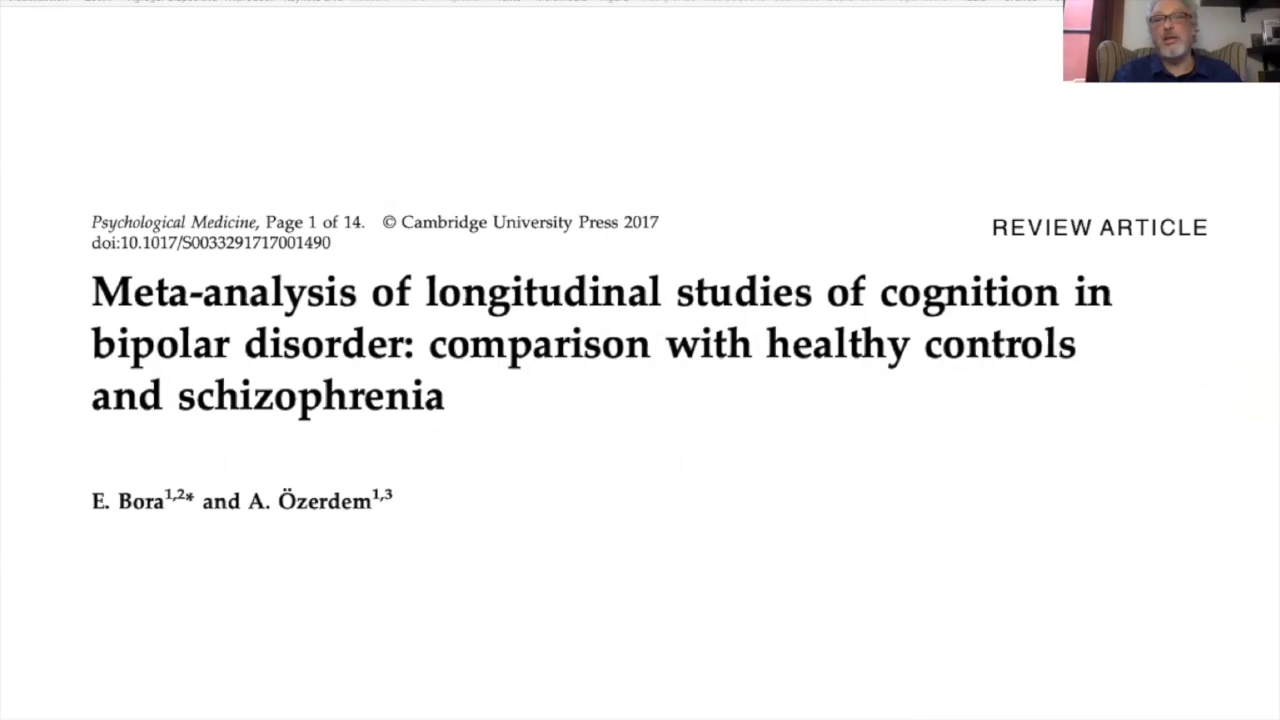 Psychological Medicine, Page 1 of 14. © Cambridge University Press 2017
REVIEW ARTICLE
doi:10.1017/S0033291717001490
Meta-analysis of longitudinal studies of cognition in
bipolar disorder: comparison with healthy controls
and schizophrenia
E. Bora1,2* and A. Özerdem1,3